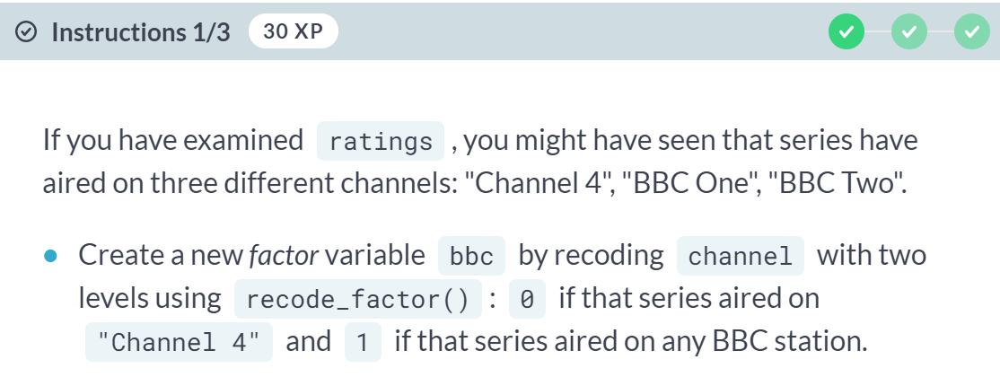 Instructions 1/3 30 XP
If you have examined ratings , you might have seen that series have
aired on three different channels: "Channel 4", "BBC One", "BBC Two".
Create a new factor variable bbc by recoding channel with two
levels using recode_factor() : 0 if that series aired on
"Channel 4" and 1 if that series aired on any BBC station.